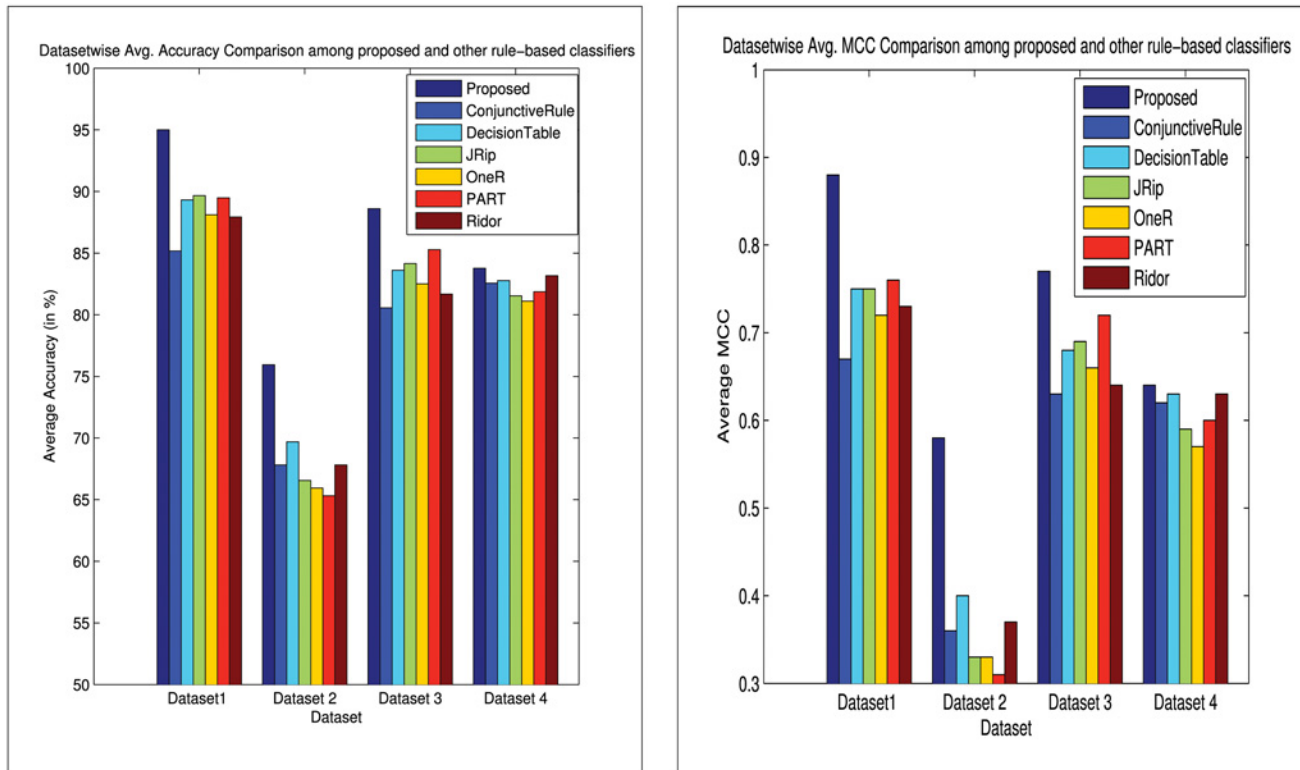 Datasetwise Avg. Accuracy Comparison among proposed and other rule-based classifiers
100
95
90
85
80
75
70
65
60
55
50
Average Accuracy (in %)
Proposed
ConjunctiveRule
DecisionTable
JRip
OneR
PART
Ridor
Dataset1
Dataset 2
Dataset 3
Dataset 4
Dataset
Datasetwise Avg. MCC Comparison among proposed and other rule-based classifiers
1
0.9
0.8
0.7
0.6
0.5
0.4
0.3
Average MCC
Proposed
ConjunctiveRule
DecisionTable
JRip
OneR
PART
Ridor
Dataset1
Dataset 2
Dataset 3
Dataset 4
Dataset